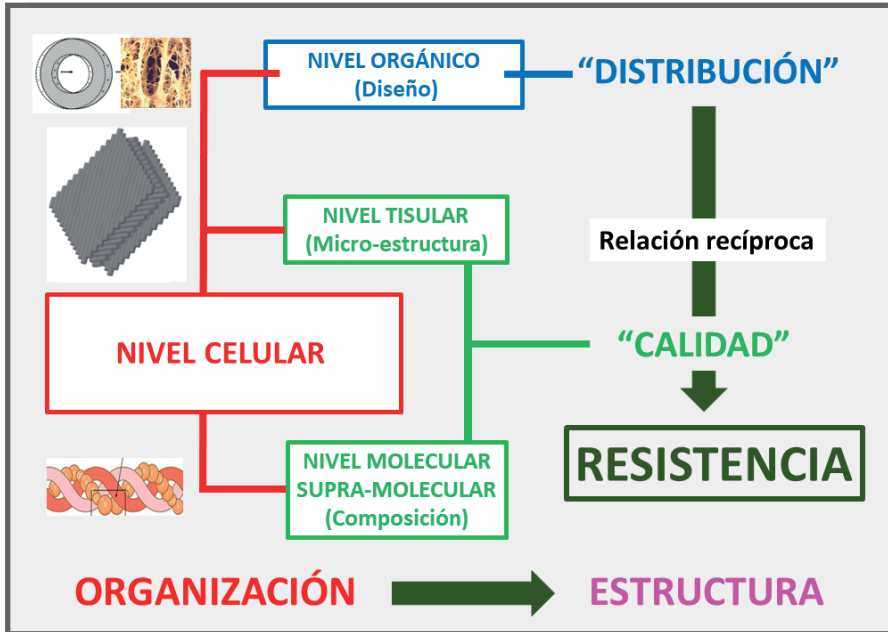 NIVEL ORGÁNICO
(Diseño)
“DISTRIBUCIÓN”
NIVEL TISULAR
(Micro-estructura)
Relación recíproca
NIVEL CELULAR
“CALIDAD”
NIVEL MOLECULAR
SUPRA-MOLECULAR
(Composición)
RESISTENCIA
ORGANIZACIÓN
ESTRUCTURA